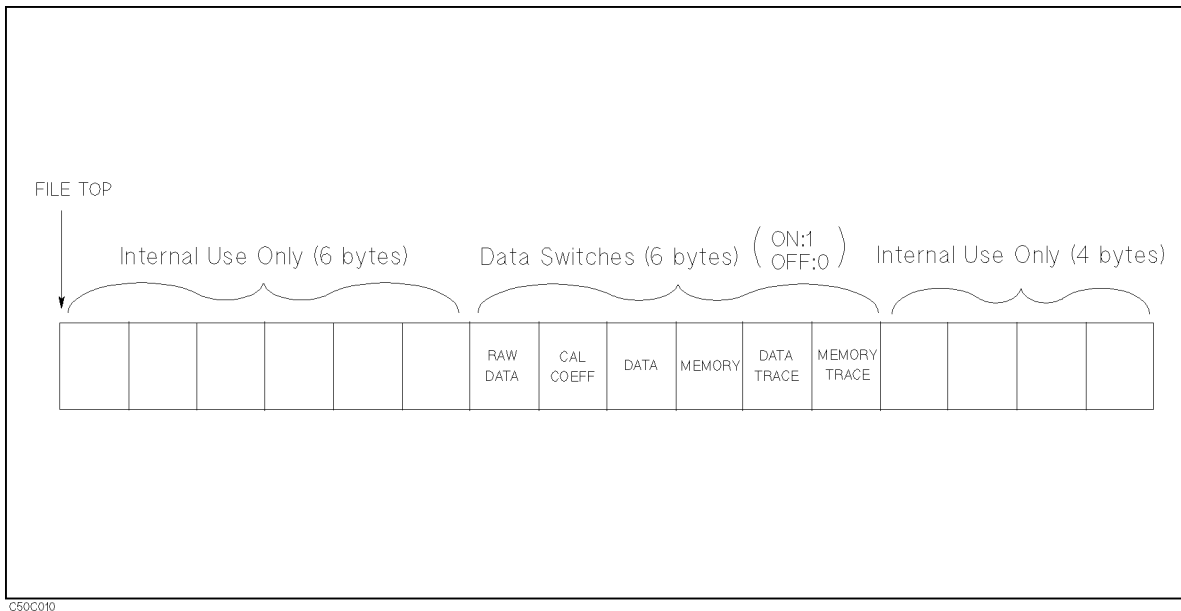 FILE TOP
Internal Use Only (6 bytes)
Data Switches (6 bytes) (ON:1
OFF:0)
Internal Use Only (4 bytes)
RAW
DATA
CAL
COEFF
DATA
MEMORY
DATA
TRACE
MEMORY
TRACE
C50C010